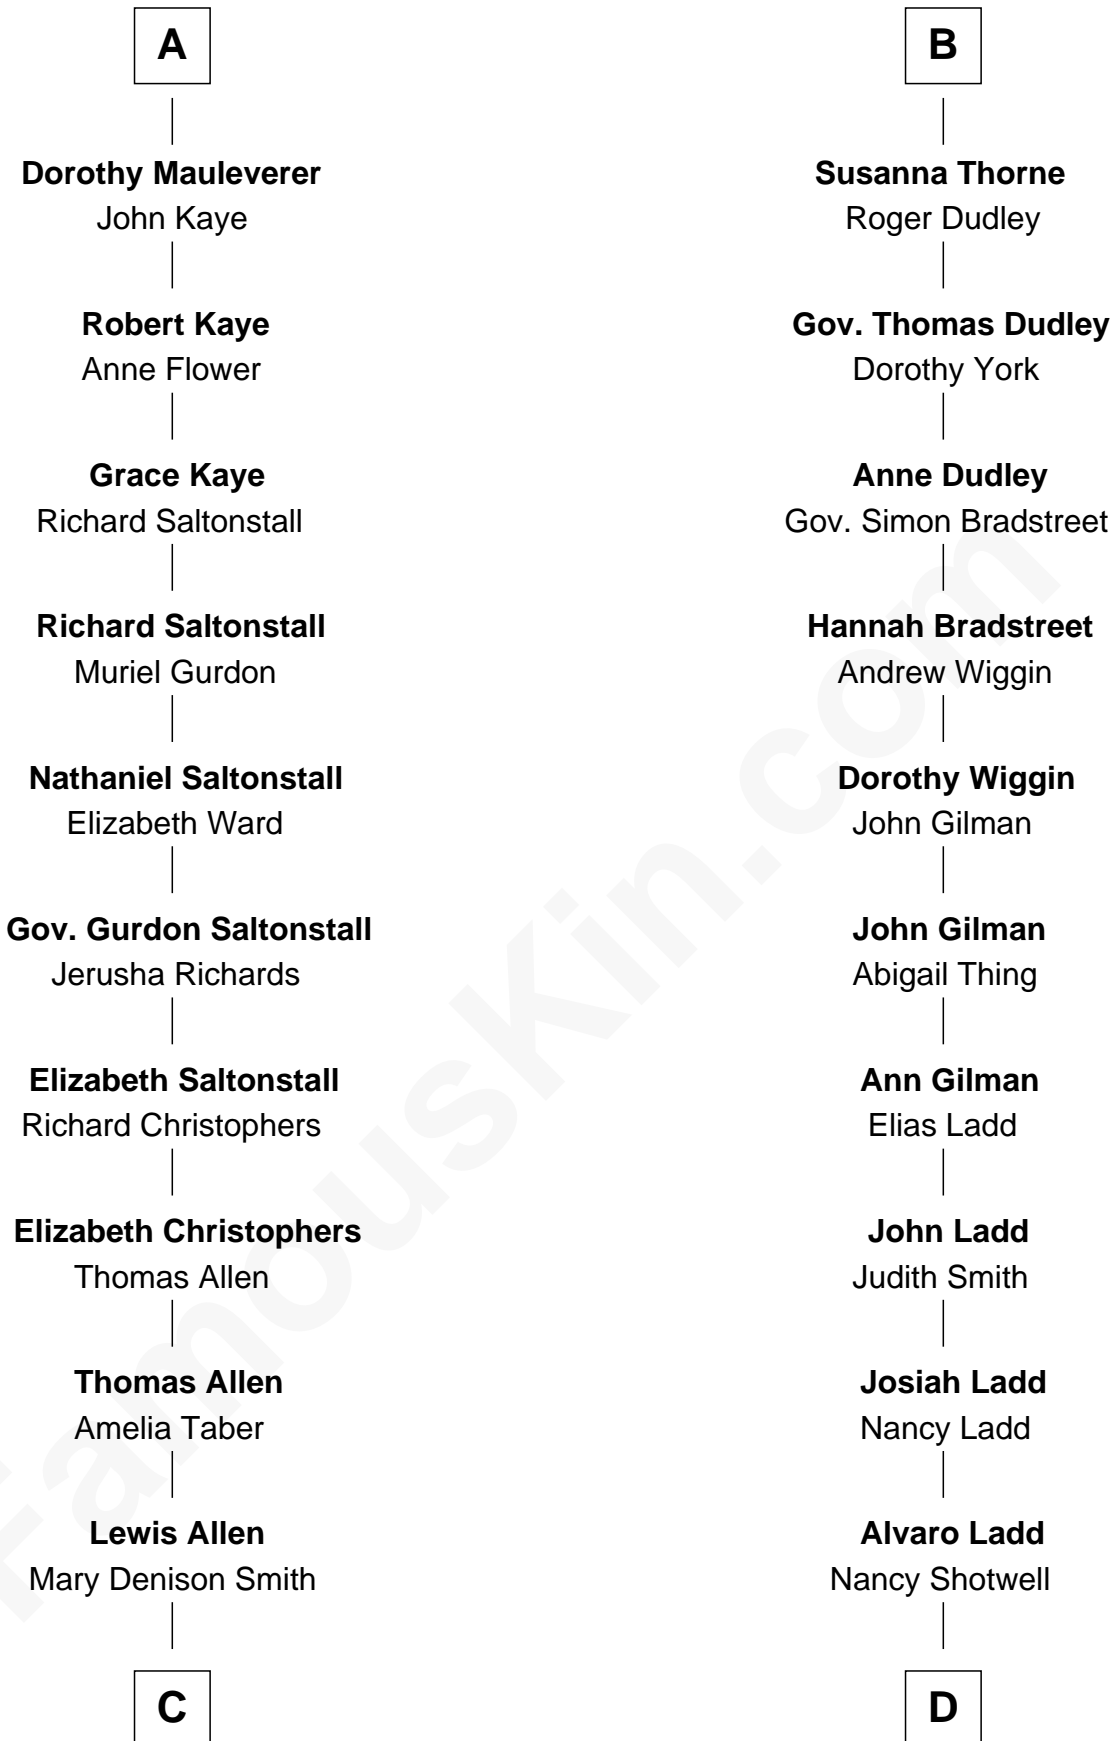 A
Dorothy Mauleverer
John Kaye
Robert Kaye
Anne Flower
Grace Kaye
Richard Saltonstall
Richard Saltonstall
Muriel Gurdon
Nathaniel Saltonstall
Elizabeth Ward
Gov. Gurdon Saltonstall
Jerusha Richards
Elizabeth Saltonstall
Richard Christophers
Elizabeth Christophers
Thomas Allen
Thomas Allen
Amelia Taber
Lewis Allen
Mary Denison Smith
C
B
Susanna Thorne
Roger Dudley
Gov. Thomas Dudley
Dorothy York
Anne Dudley
Gov. Simon Bradstreet
Hannah Bradstreet
Andrew Wiggin
Dorothy Wiggin
John Gilman
John Gilman
Abigail Thing
Ann Gilman
Elias Ladd
John Ladd
Judith Smith
Josiah Ladd
Nancy Ladd
Alvaro Ladd
Nancy Shotwell
D
FamousKin.com